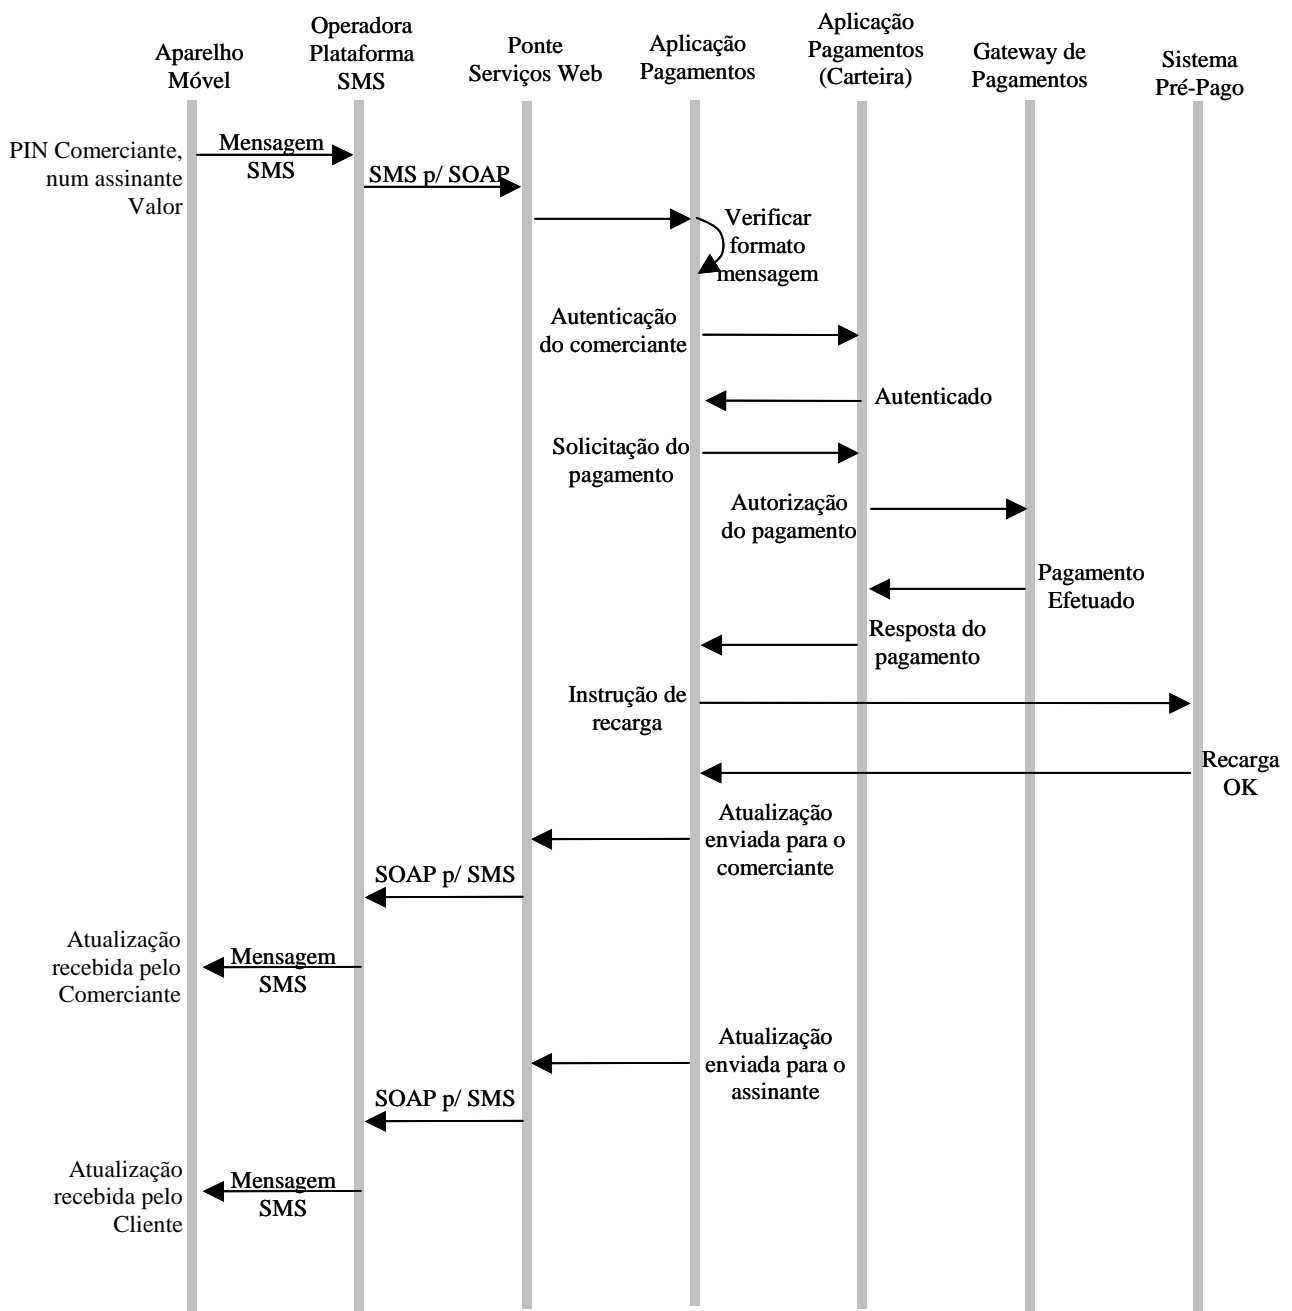 Aparelho
Móvel
Operadora
Plataforma
SMS
Ponte
Serviços Web
Aplicação
Pagamentos
Aplicação
Pagamentos
(Carteira)
Gateway de
Pagamentos
Sistema
Pré-Pago
PIN Comerciante,
num assinante
Valor
Mensagem
SMS
SMS p/ SOAP
Verificar
formato
mensagem
Autenticação
do comerciante
Autenticado
Solicitação do
pagamento
Autorização
do pagamento
Pagamento
Efetuado
Resposta do
pagamento
Instrução de
recarga
Recarga
OK
Atualização
enviada para o
comerciante
SOAP p/ SMS
Atualização
recebida pelo
Comerciante
Mensagem
SMS
Atualização
enviada para o
assinante
SOAP p/ SMS
Atualização
recebida pelo
Cliente
Mensagem
SMS